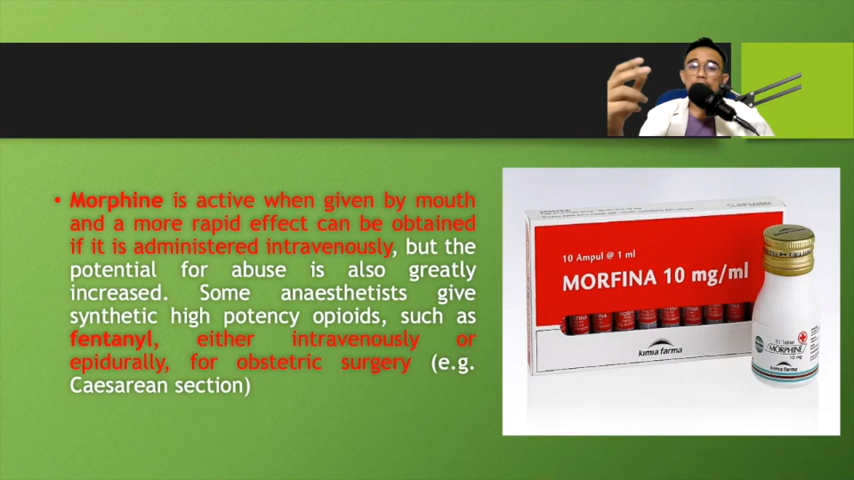 • Morphine is active when given by mouth
and a more rapid effect can be obtained
if it is administered intravenously, but the
potential for abuse is also greatly
increased. Some anaesthetists give
synthetic high potency opioids, such as
fentanyl, either intravenously or
epidurally, for obstetric surgery (e.g.
Caesarean section)
10 Ampul @ 1 ml
MORFINA 10 mg/ml
kimia farma
Tablet
MORPHINE
10 mg
kimia farma